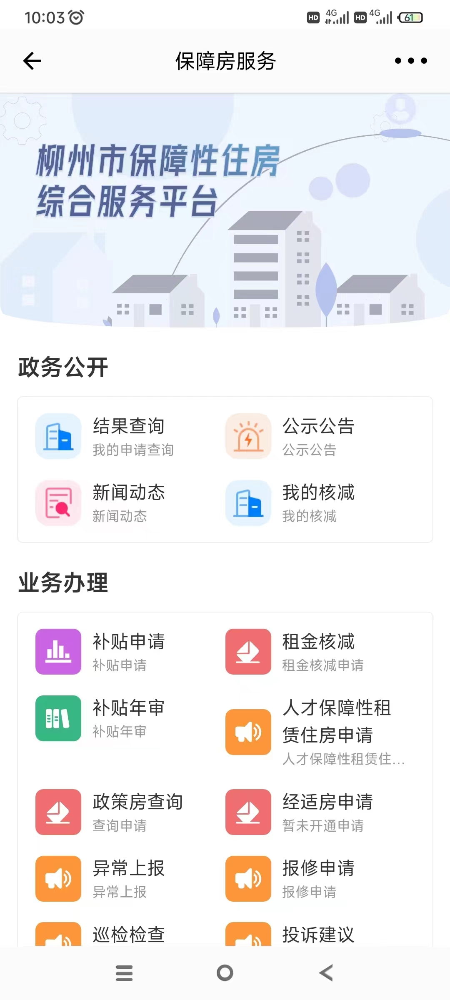 10:03
HD 4G HD 4G 61
保障房服务
柳州市保障性住房
综合服务平台
政务公开
结果查询
我的申请查询
公示公告
公示公告
新闻动态
新闻动态
我的核减
我的核减
业务办理
补贴申请
补贴申请
租金核减
租金核减申请
补贴年审
补贴年审
人才保障性租
赁住房申请
人才保障性租赁住...
政策房查询
查询申请
经适房申请
暂未开通申请
异常上报
异常上报
报修申请
报修申请
巡检检查
投诉建议